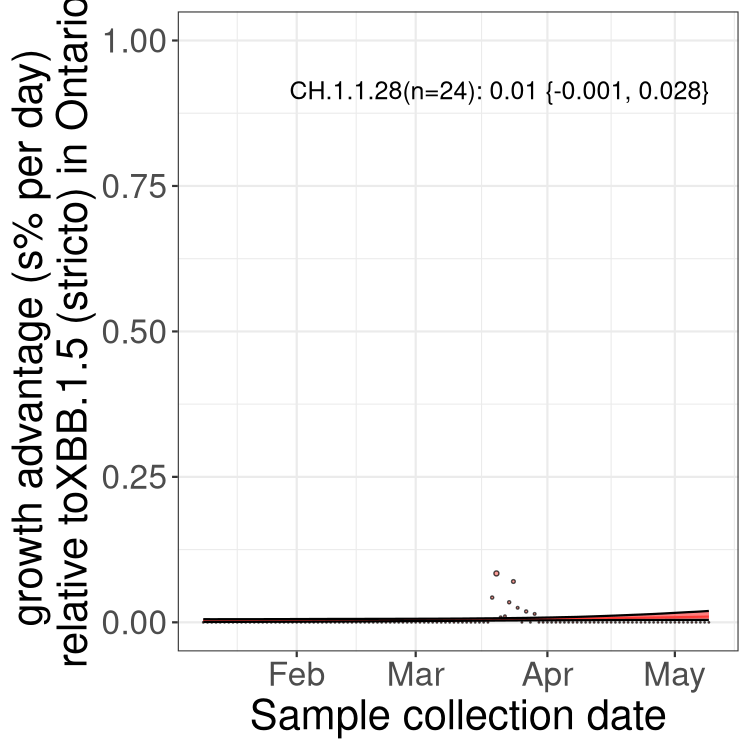 growth advantage (s% per day)
relative toXBB.1.5 (stricto) in Ontario
1.00
CH.1.1.28(n=24): 0.01 {-0.001, 0.028}
0.75
0.50
0.25
0.00
Feb Mar Apr May
Sample collection date